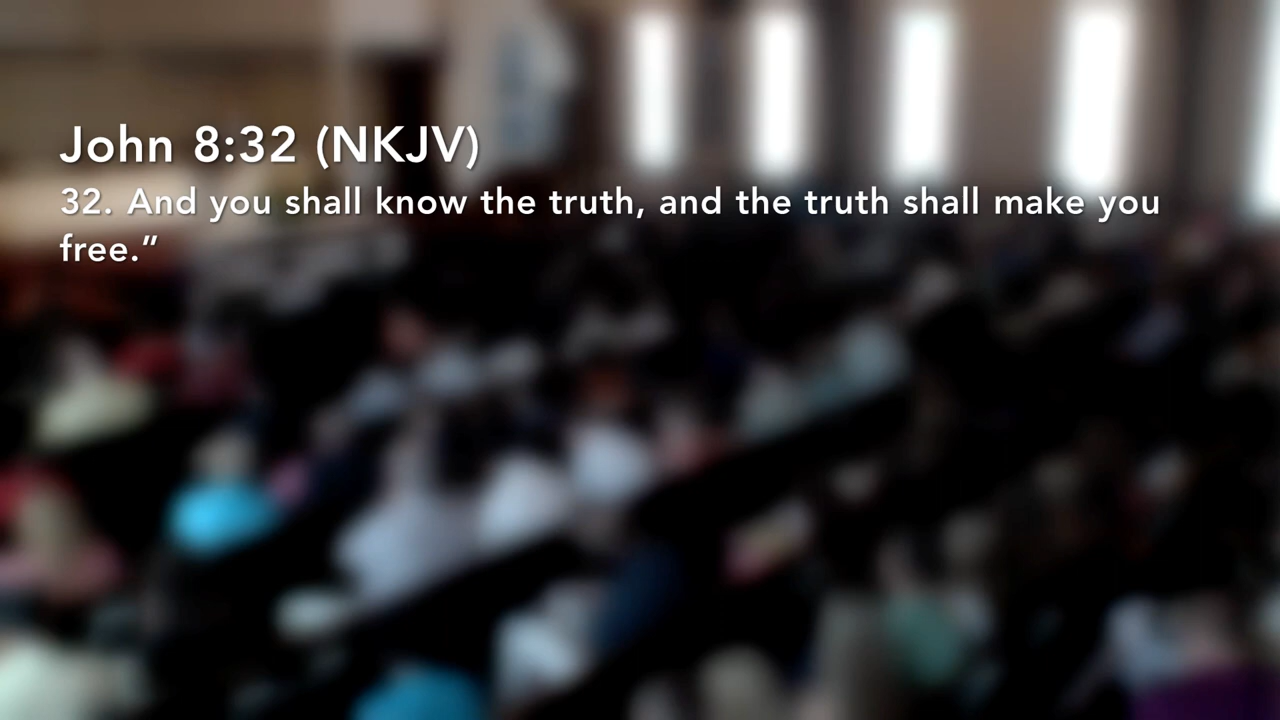 John 8:32 (NKJV)
32. And you shall know the truth, and the truth shall make you
free.”